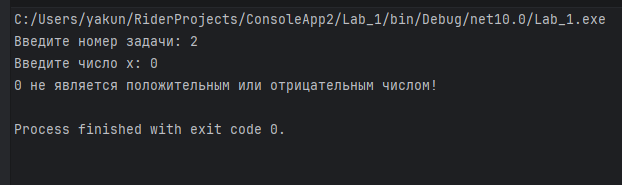 C:/Users/yakun/RiderProjects/ConsoleApp2/Lab_1/bin/Debug/net10.0/Lab_1.exe
Введите номер задачи: 2
Введите число x: 0
0 не является положительным или отрицательным числом!
Process finished with exit code 0.